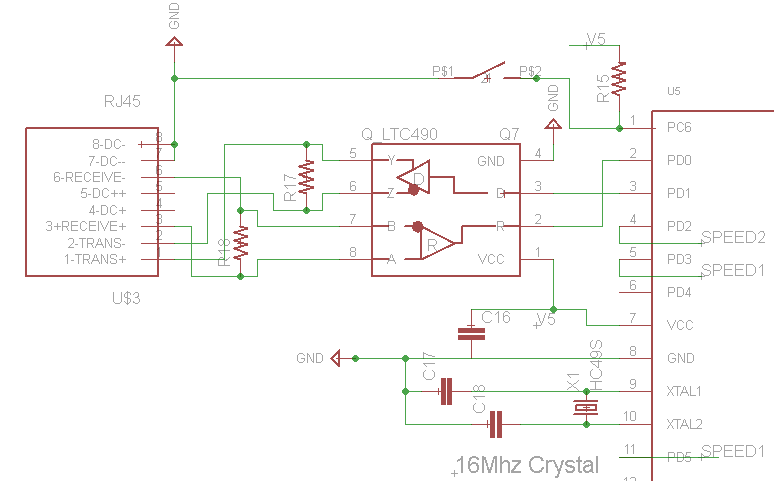 GND
V5
P$1
P$2
GND
R15
U5
RJ45
Q_LTC490
Q7
1
PC6
8-DC-
8
7-DC--
7
6-RECEIVE-
6
5-DC++
5
4-DC+
4
3+RECEIVE+
3
2-TRANS-
2
1-TRANS+
1
U$3
R17
R18
5
Y
6
Z
7
B
8
A
D
R
GND
4
D
3
R
2
VCC
1
2
PD0
3
PD1
4
PD2
SPEED2
5
PD3
SPEED1
6
PD4
7
VCC
8
GND
9
XTAL1
10
XTAL2
11
PD5
SPEED1
12
C16
V5
GND
C17
C18
X1
HC49S
16Mhz Crystal